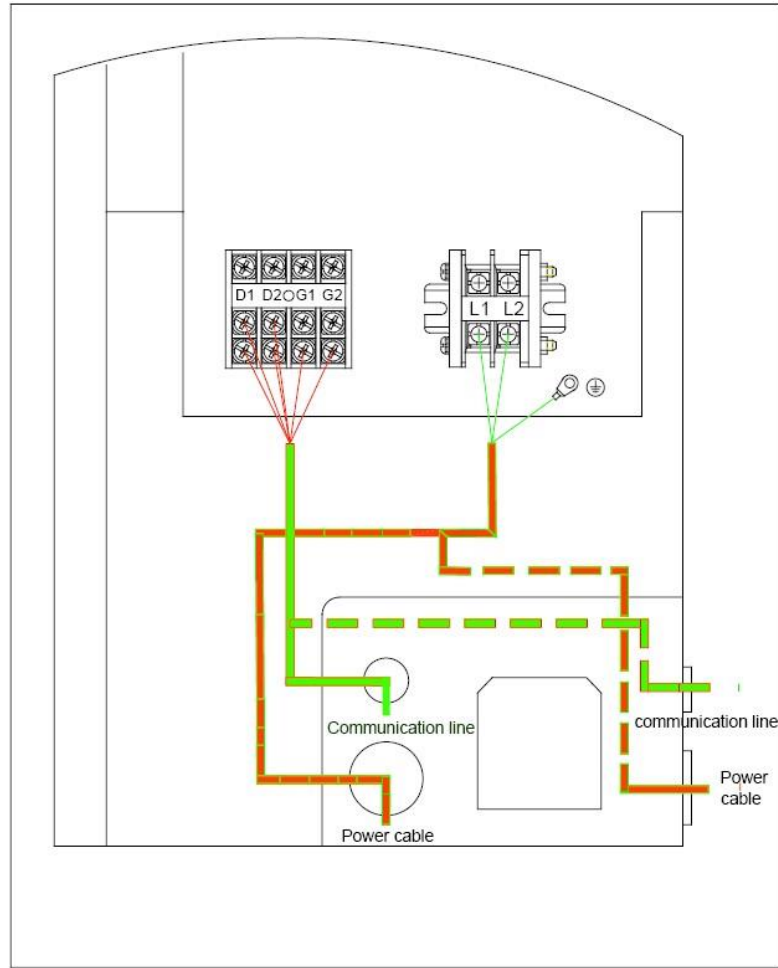 D1 D2 G1 G2
L1 L2
Communication line
communication line
Power
cable
Power cable